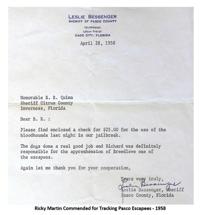 LESLIE BESSENGER
SHERIFF OF PASCO COUNTY
DADE CITY, FLORIDA
April 28, 1958
Honorable B. R. Quinn
Sheriff Citrus County
Inverness, Florida
Dear B. R.:
Please find enclosed a check for $25.00 for the use of the
bloodhounds last night in our jailbreak.
The dogs done a real good job and Richard was definitely
responsible for the apprehension of Breedlove one of
the escapees.
Again let me thank you for your cooperation,
Very truly,
Leslie Bessenger, Sheriff
Pasco County, Florida
Ricky Martin Commended for Tracking Pasco Escapees - 1958